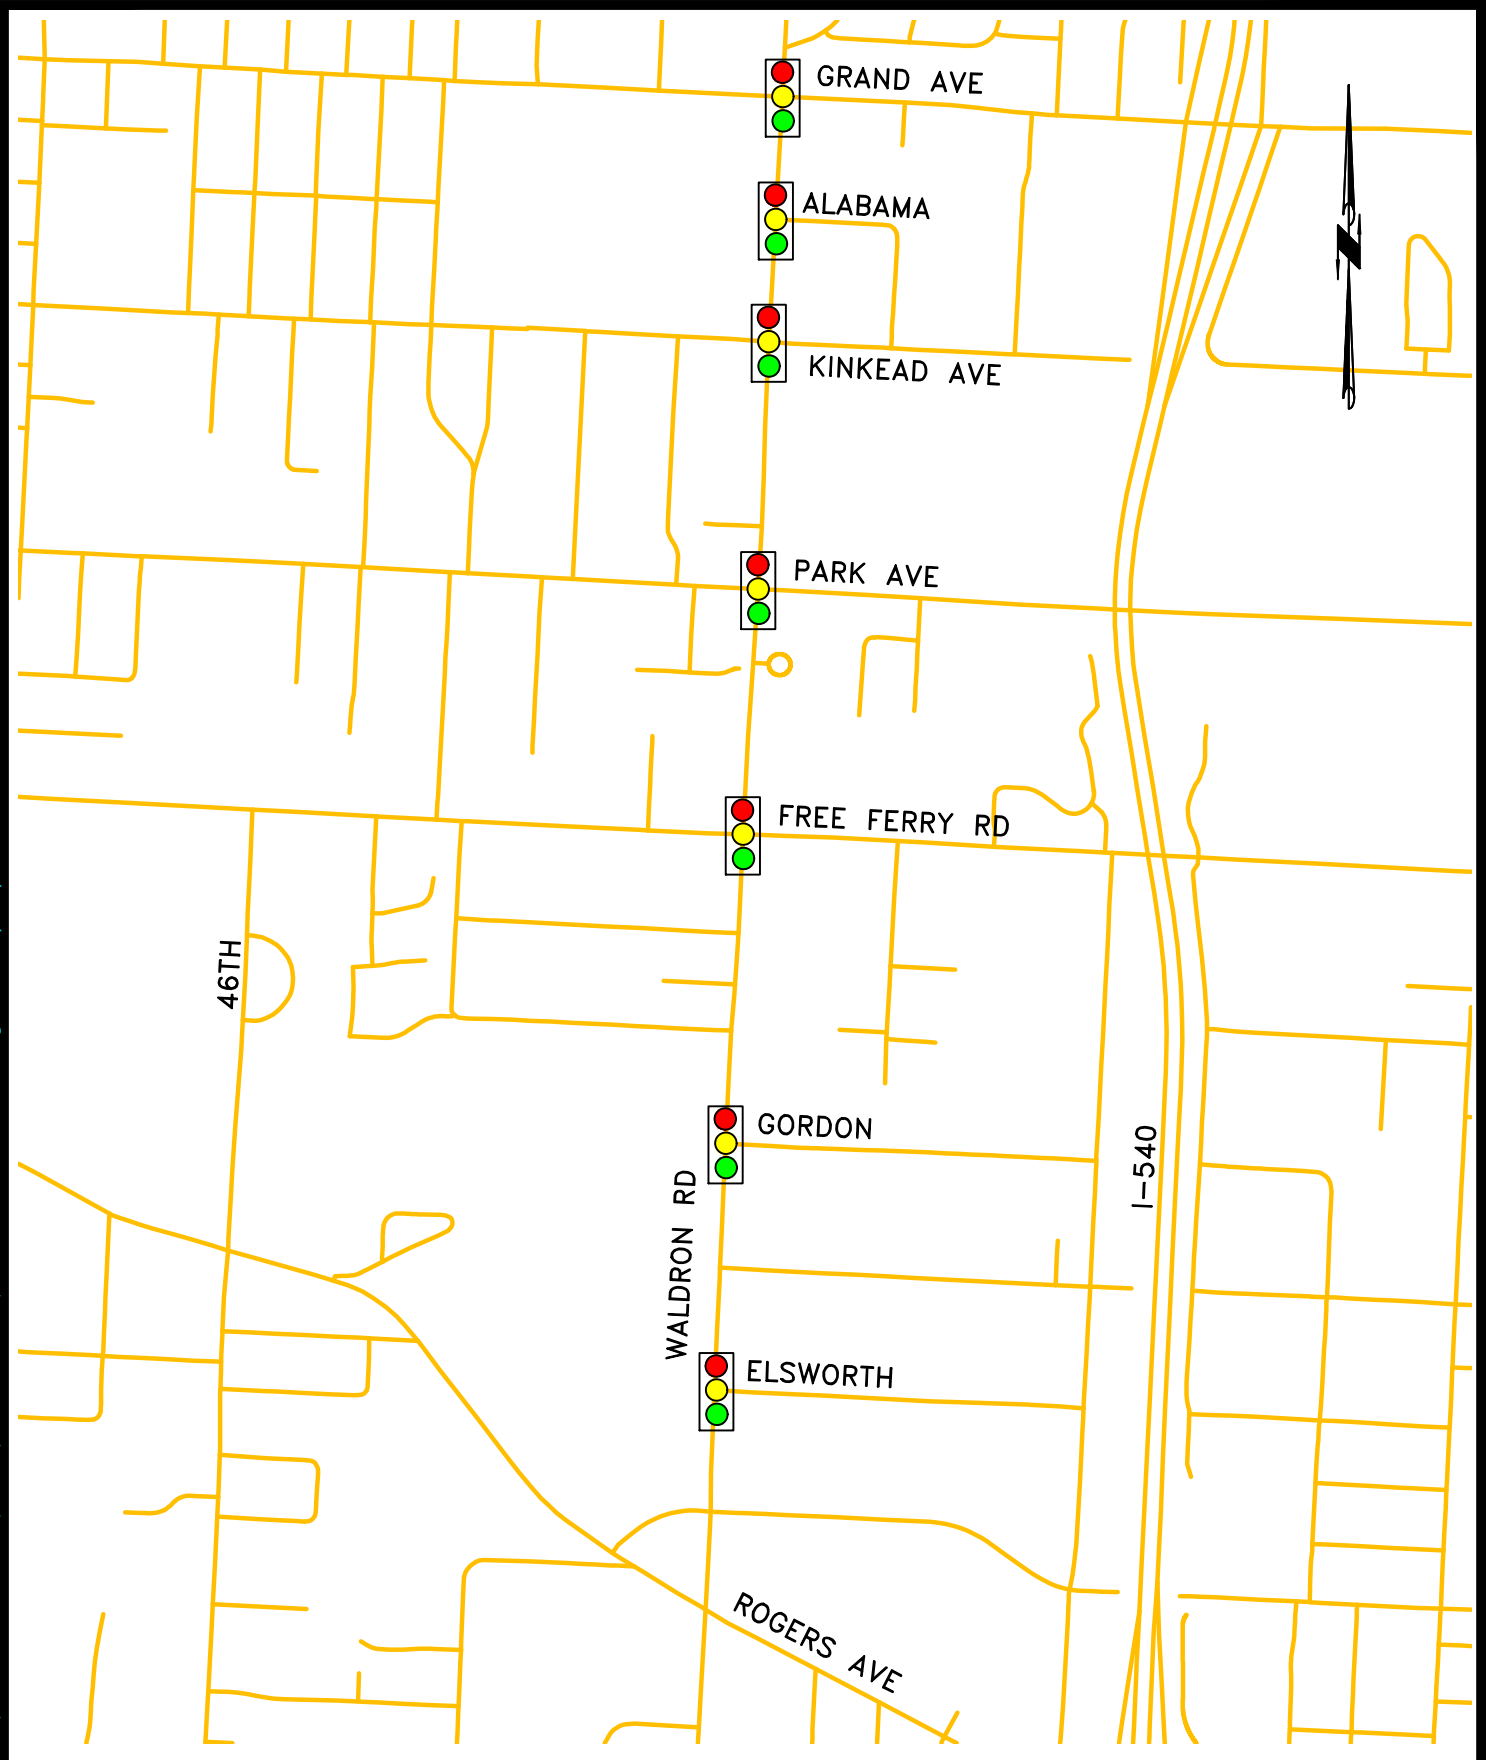 GRAND AVE
ALABAMA
KINKEAD AVE
PARK AVE
FREE FERRY RD
46TH
GORDON
I-540
WALDRON RD
ELSWORTH
ROGERS AVE